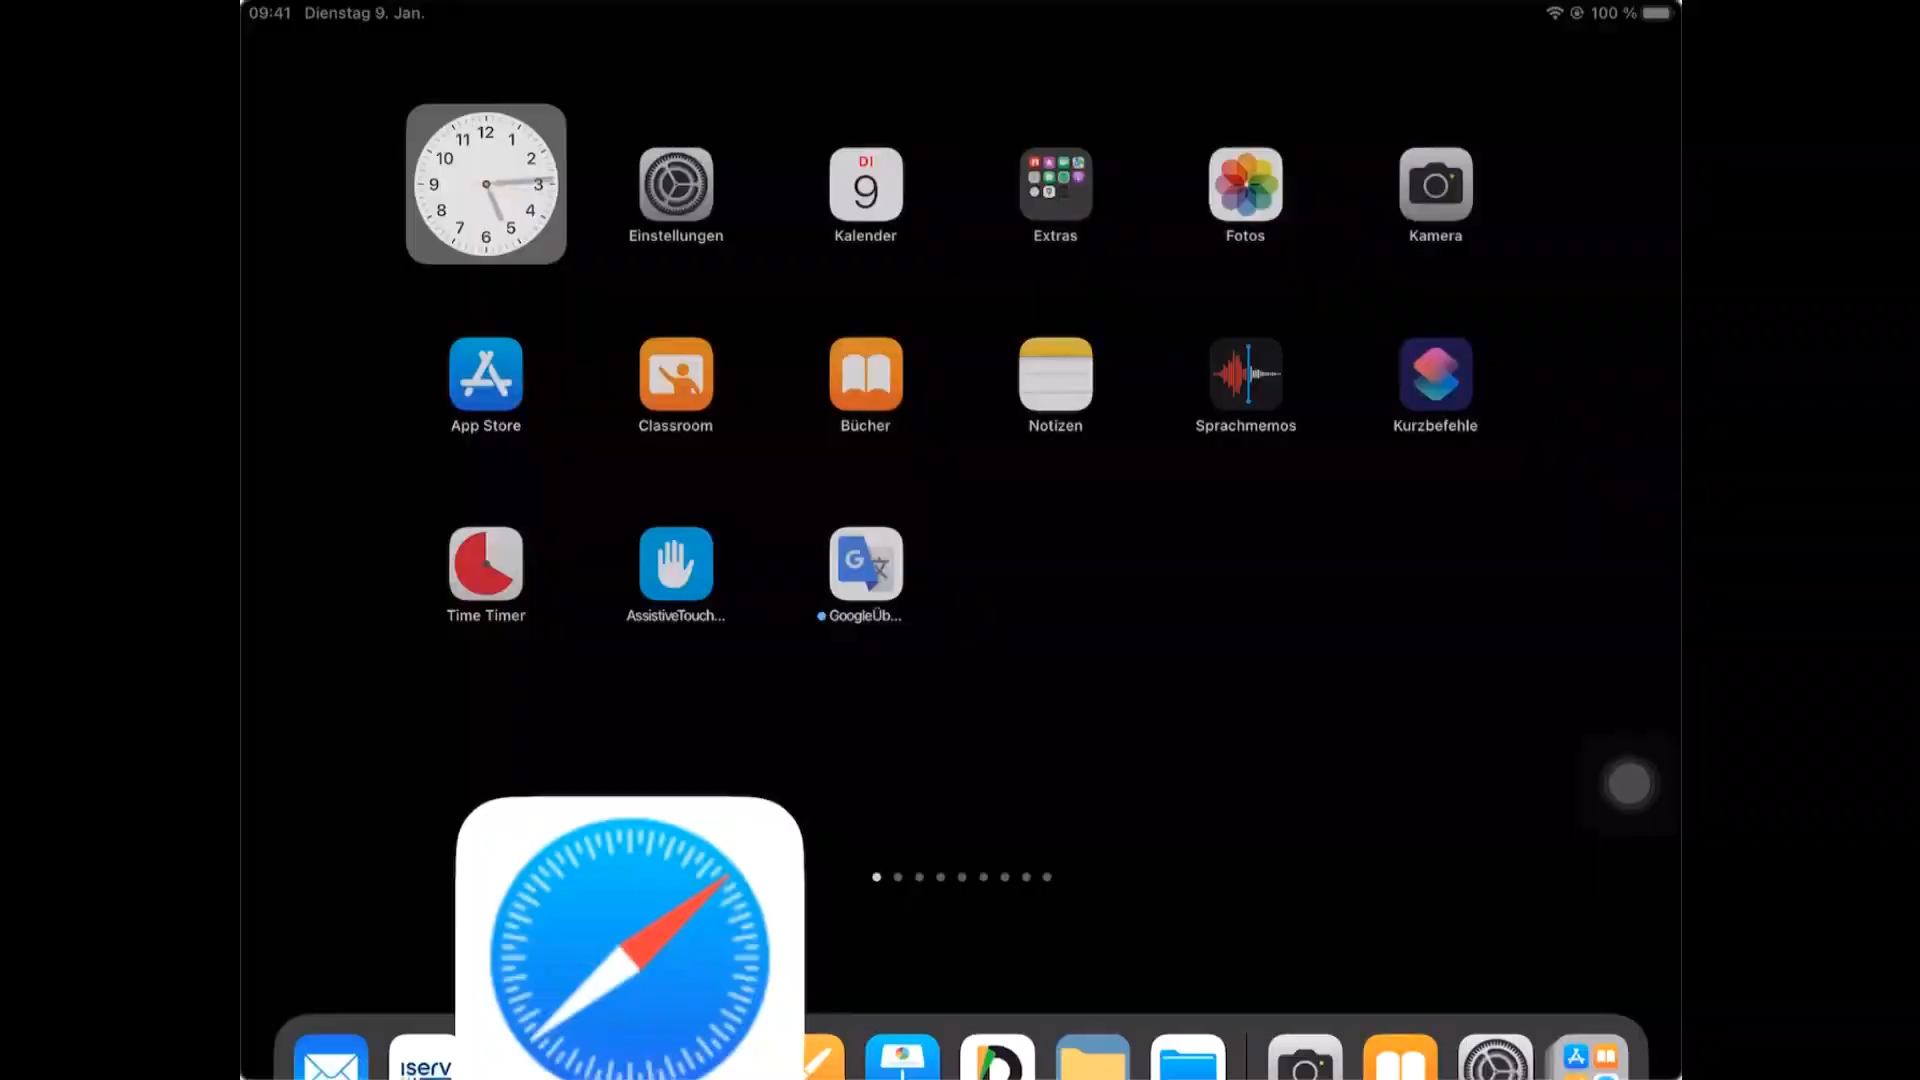 09:41 Dienstag 9. Jan.
100 %
12
11
1
10
2
9
3
8
4
7
5
6
DI
9
Einstellungen
Kalender
Extras
Fotos
Kamera
App Store
Classroom
Bücher
Notizen
Sprachmemos
Kurzbefehle
G
Time Timer
AssistiveTouch...
GoogleÜb...
ISERV